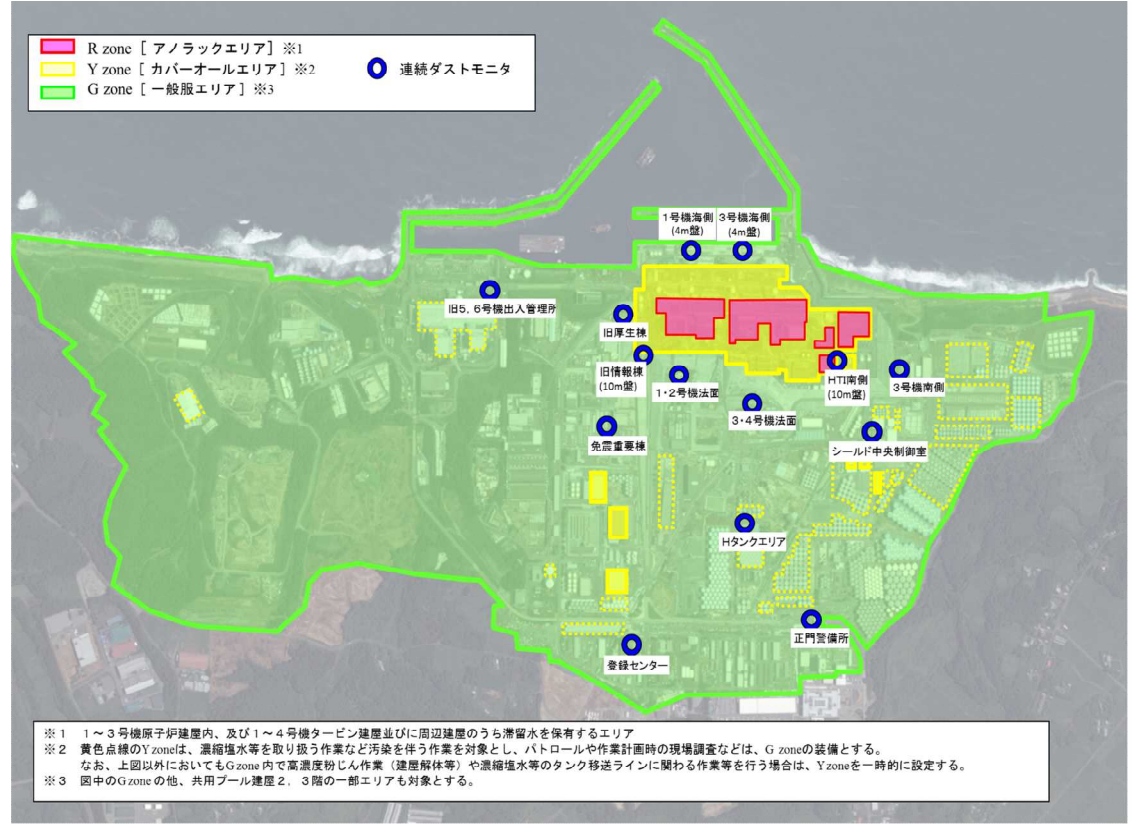 R zone [ アノラックエリア] ※1
Y zone [ カバーオールエリア] ※2
G zone [ 一般服エリア] ※3
連続ダストモニタ
1号機海側
(4m盤)
3号機海側
(4m盤)
旧5, 6号機出入管理所
旧厚生棟
旧情報棟
(10m盤)
1・2号機法面
HTI南側
(10m盤)
3号機南側
3・4号機法面
免震重要棟
シールド中央制御室
Hタンクエリア
正門警備所
登録センター
※1 1～3号機原子炉建屋内、及び1～4号機タービン建屋並びに周辺建屋のうち滞留水を保有するエリア
※2 黄色点線のY zoneは、濃縮塩水等を取り扱う作業など汚染を伴う作業を対象とし、パトロールや作業計画時の現場調査などは、G zoneの装備とする。
なお、上図以外においてもG zone内で高濃度粉じん作業（建屋解体等）や濃縮塩水等のタンク移送ラインに関わる作業等を行う場合は、Y zoneを一時的に設定する。
※3 図中のG zoneの他、共用プール建屋2, 3階の一部エリアも対象とする。